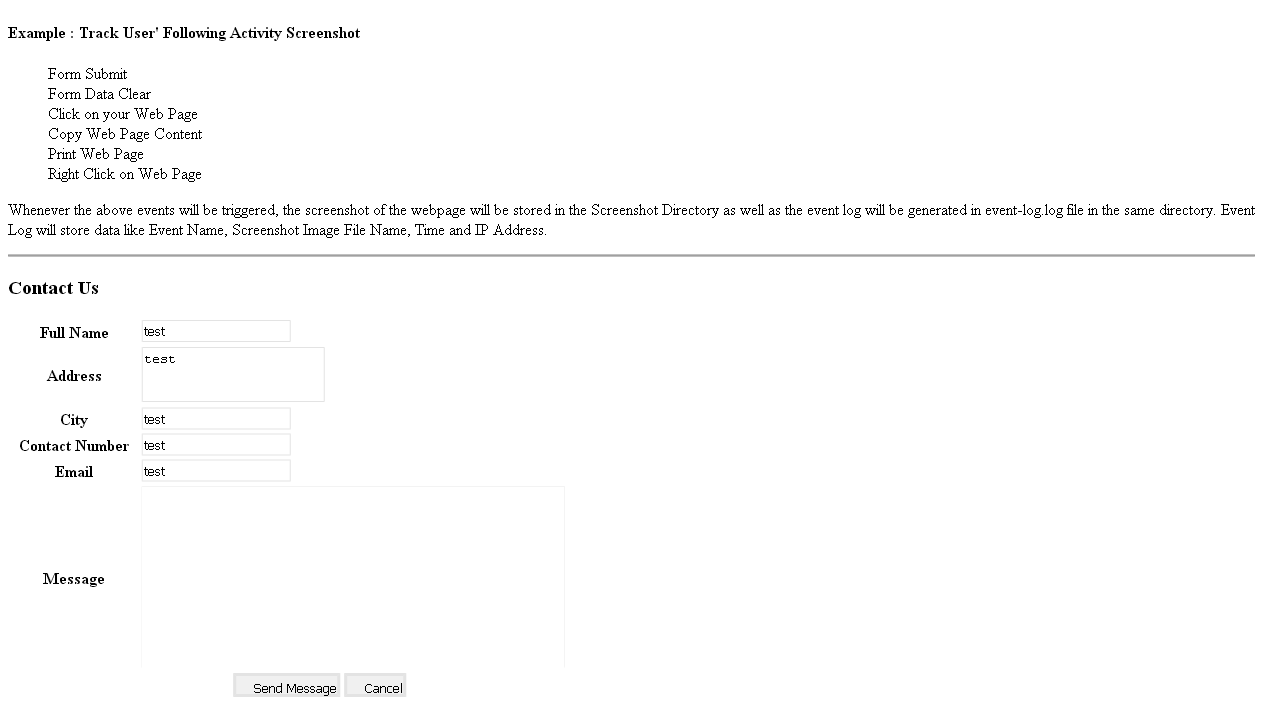 Example : Track User' Following Activity Screenshot
Form Submit
Form Data Clear
Click on your Web Page
Copy Web Page Content
Print Web Page
Right Click on Web Page
Whenever the above events will be triggered, the screenshot of the webpage will be stored in the Screenshot Directory as well as the event log will be generated in event-log.log file in the same directory. Event
Log will store data like Event Name, Screenshot Image File Name, Time and IP Address.
Contact Us
Full Name test
Address test
City test
Contact Number test
Email test
Message
Send Message Cancel